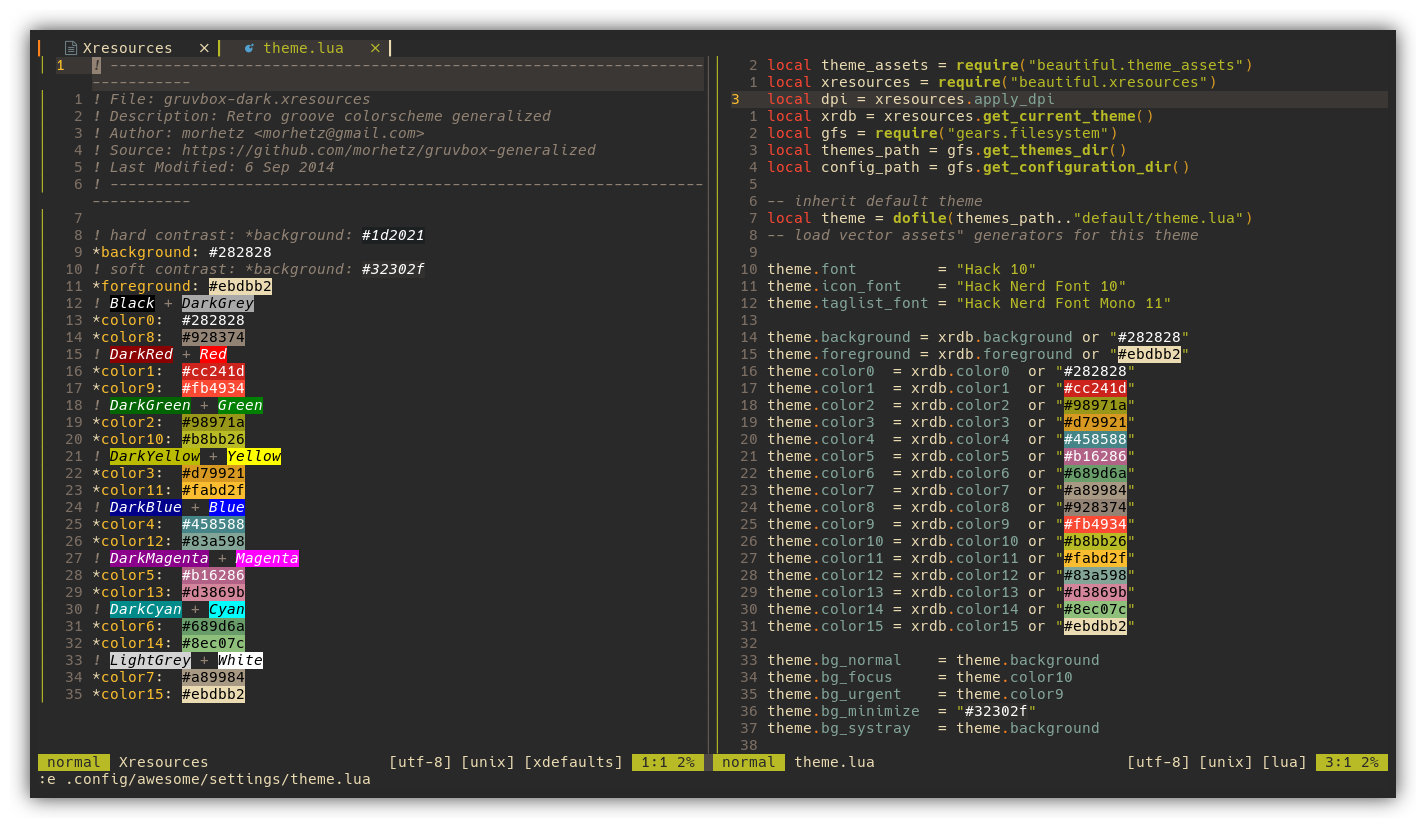 Xresources × theme.lua ×
1 ! ------------------------------------------------------------------
-----------
1 ! File: gruvbox-dark.xresources
2 ! Description: Retro groove colorscheme generalized
3 ! Author: morhetz <morhetz@gmail.com>
4 ! Source: https://github.com/morhetz/gruvbox-generalized
5 ! Last Modified: 6 Sep 2014
6 ! ------------------------------------------------------------------
-----------
7
8 ! hard contrast: *background: #1d2021
9 *background: #282828
10 ! soft contrast: *background: #32302f
11 *foreground: #ebdbb2
12 ! Black + DarkGrey
13 *color0:  #282828
14 *color8:  #928374
15 ! DarkRed + Red
16 *color1:  #cc241d
17 *color9:  #fb4934
18 ! DarkGreen + Green
19 *color2:  #98971a
20 *color10: #b8bb26
21 ! DarkYellow + Yellow
22 *color3:  #d79921
23 *color11: #fabd2f
24 ! DarkBlue + Blue
25 *color4:  #458588
26 *color12: #83a598
27 ! DarkMagenta + Magenta
28 *color5:  #b16286
29 *color13: #d3869b
30 ! DarkCyan + Cyan
31 *color6:  #689d6a
32 *color14: #8ec07c
33 ! LightGrey + White
34 *color7:  #a89984
35 *color15: #ebdbb2
2 local theme_assets = require("beautiful.theme_assets")
1 local xresources = require("beautiful.xresources")
3 local dpi = xresources.apply_dpi
1 local xrdb = xresources.get_current_theme()
2 local gfs = require("gears.filesystem")
3 local themes_path = gfs.get_themes_dir()
4 local config_path = gfs.get_configuration_dir()
5
6 -- inherit default theme
7 local theme = dofile(themes_path.."default/theme.lua")
8 -- load vector assets" generators for this theme
9
10 theme.font         = "Hack 10"
11 theme.icon_font    = "Hack Nerd Font 10"
12 theme.taglist_font = "Hack Nerd Font Mono 11"
13
14 theme.background = xrdb.background or "#282828"
15 theme.foreground = xrdb.foreground or "#ebdbb2"
16 theme.color0  = xrdb.color0  or "#282828"
17 theme.color1  = xrdb.color1  or "#cc241d"
18 theme.color2  = xrdb.color2  or "#98971a"
19 theme.color3  = xrdb.color3  or "#d79921"
20 theme.color4  = xrdb.color4  or "#458588"
21 theme.color5  = xrdb.color5  or "#b16286"
22 theme.color6  = xrdb.color6  or "#689d6a"
23 theme.color7  = xrdb.color7  or "#a89984"
24 theme.color8  = xrdb.color8  or "#928374"
25 theme.color9  = xrdb.color9  or "#fb4934"
26 theme.color10 = xrdb.color10 or "#b8bb26"
27 theme.color11 = xrdb.color11 or "#fabd2f"
28 theme.color12 = xrdb.color12 or "#83a598"
29 theme.color13 = xrdb.color13 or "#d3869b"
30 theme.color14 = xrdb.color14 or "#8ec07c"
31 theme.color15 = xrdb.color15 or "#ebdbb2"
32
33 theme.bg_normal    = theme.background
34 theme.bg_focus     = theme.color10
35 theme.bg_urgent    = theme.color9
36 theme.bg_minimize  = "#32302f"
37 theme.bg_systray   = theme.background
38
normal Xresources [utf-8] [unix] [xdefaults] 1:1 2% normal theme.lua [utf-8] [unix] [lua] 3:1 2%
:e .config/awesome/settings/theme.lua